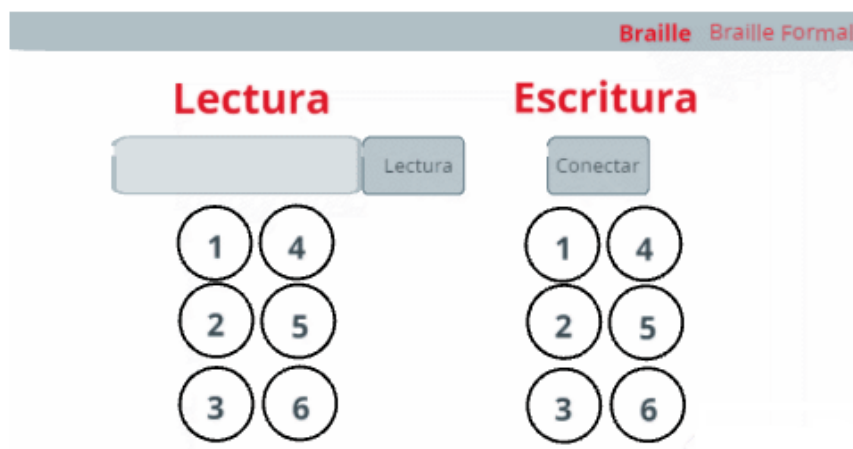 Braille Braille Formal
Lectura Escritura
Lectura Conectar
1 4 1 4
2 5 2 5
3 6 3 6